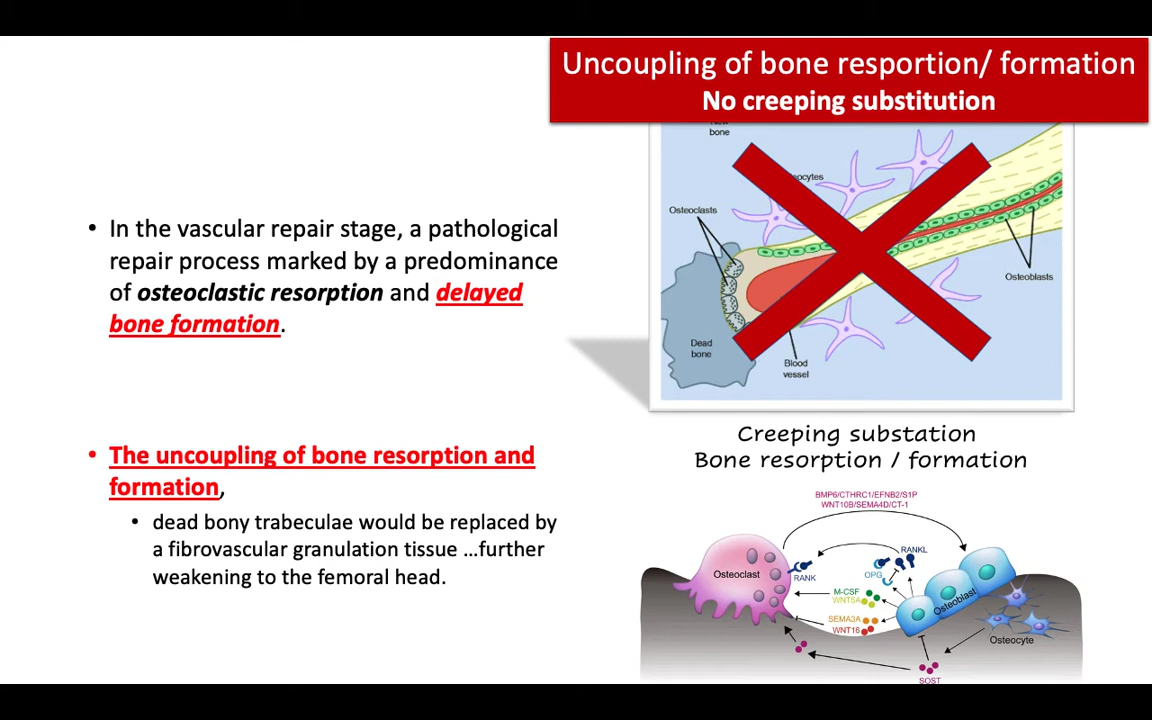 Uncoupling of bone resportion/ formation
No creeping substitution
• In the vascular repair stage, a pathological
repair process marked by a predominance
of osteoclastic resorption and delayed
bone formation.
• The uncoupling of bone resorption and
formation,
• dead bony trabeculae would be replaced by
a fibrovascular granulation tissue ...further
weakening to the femoral head.
bone
ocytes
Osteoclasts
Osteoblasts
Dead
bone
Blood
vessel
Creeping substation
Bone resorption / formation
BMP6/CTHRC1/EFNB2/S1P
WNT10B/SEMA4D/CT-1
Osteoclast
RANK
RANKL
OPG
M-CSF
WNT5A
SEMA3A
WNT16
Osteoblast
Osteocyte
SOST